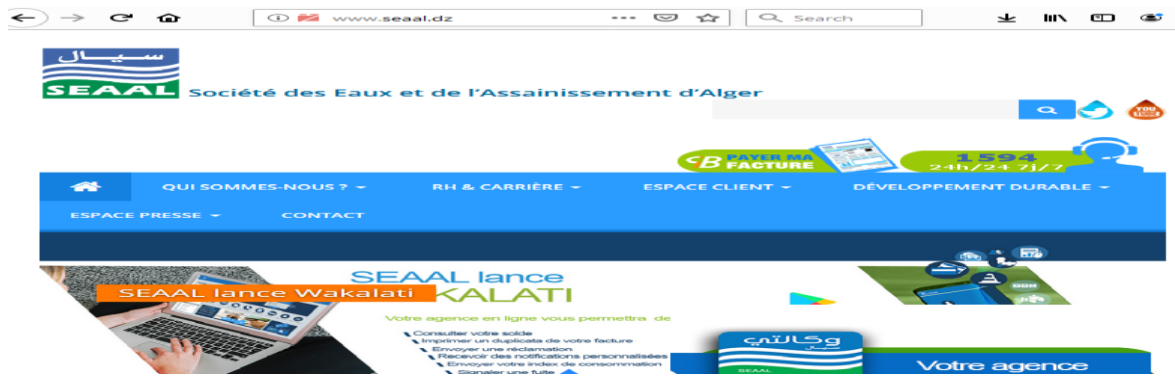 www.seaal.dz
Search
سيال
SEAAL
Société des Eaux et de l'Assainissement d'Alger
YOU
PAYER MA
FACTURE
1594
24h/24 7j/7
QUI SOMMES-NOUS ?
RH & CARRIÈRE
ESPACE CLIENT
DÉVELOPPEMENT DURABLE
ESPACE PRESSE
CONTACT
SEAAL lance
SEAAL lance Wakalati
KALATI
Votre agence en ligne vous permettra de
Consulter votre solde
Imprimer un duplicata de votre facture
Envoyer une réclamation
Recevoir des notifications personnalisées
Envoyer votre index de consommation
Signaler une fuite
وكالتي
سيال
SEAAL
Votre agence